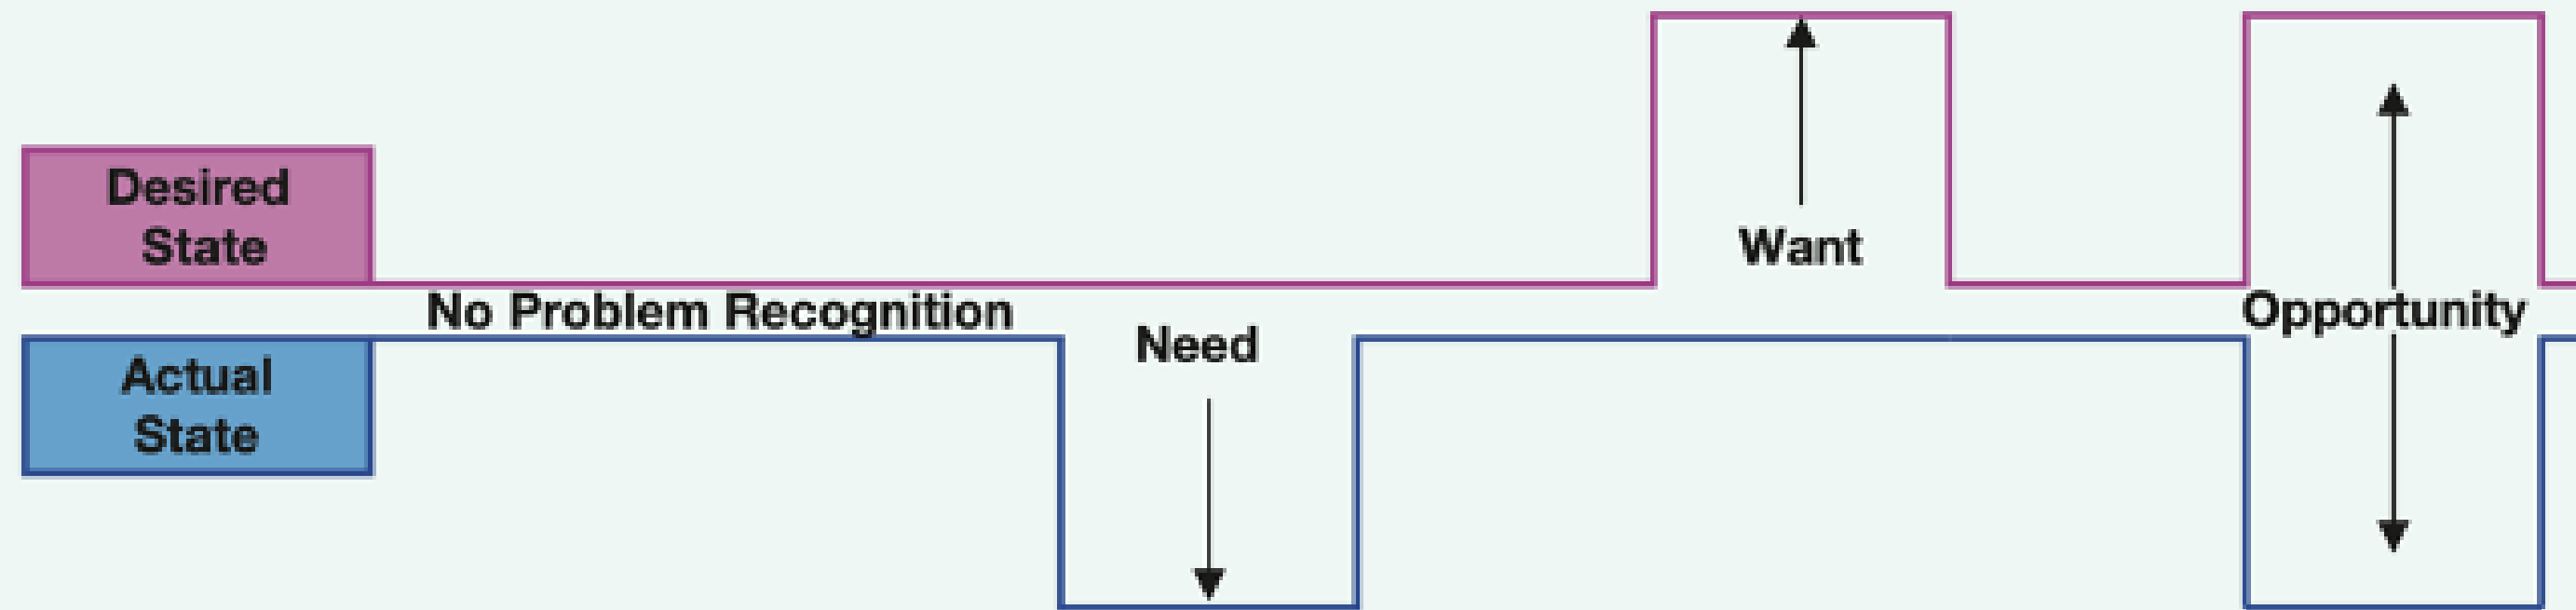 Desired
State
No Problem Recognition
Actual
State
Need
Want
Opportunity